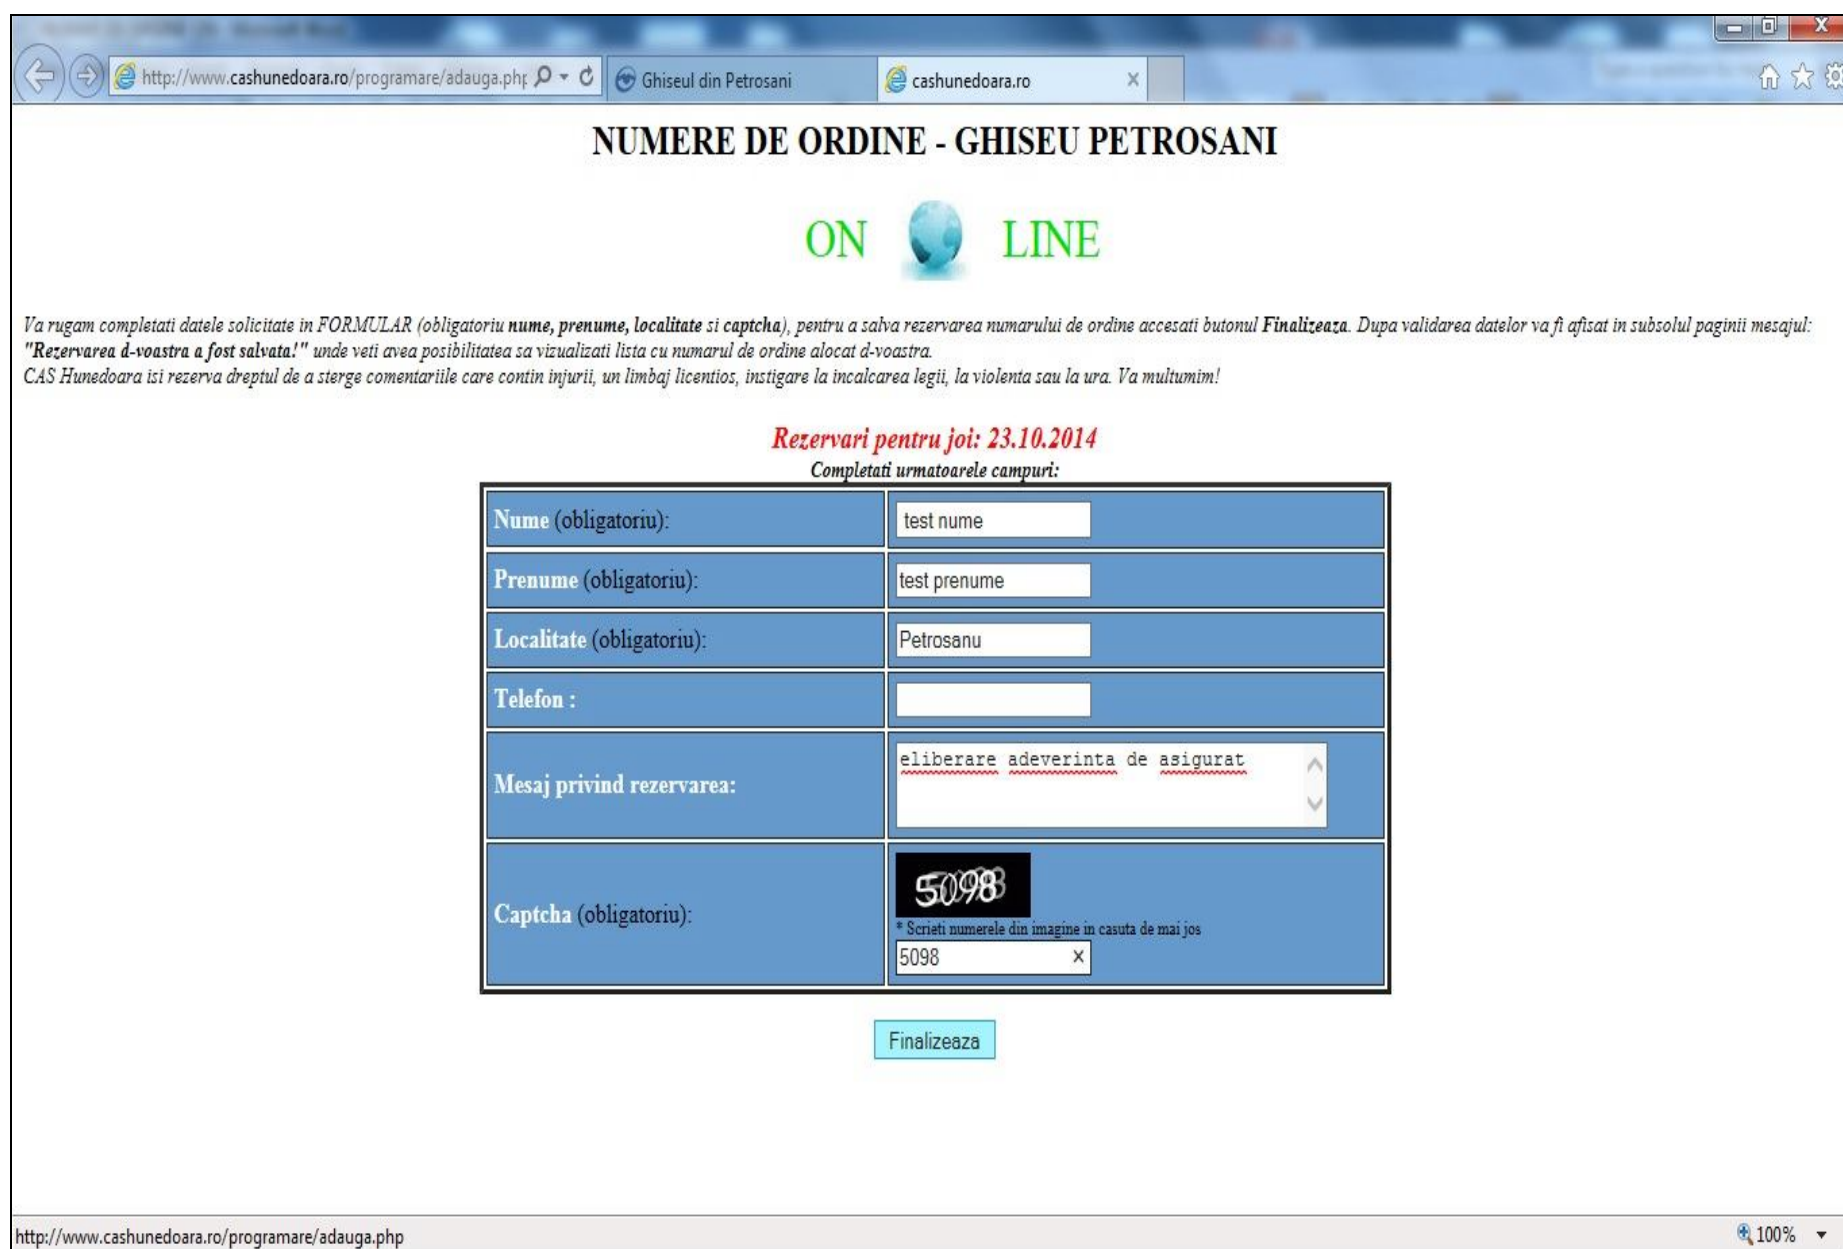 http://www.cashunedoara.ro/programare/adauga.php
Ghiseul din Petrosani
cashunedoara.ro
NUMERE DE ORDINE - GHISEU PETROSANI
ON LINE
Va rugam completati datele solicitate in FORMULAR (obligatoriu nume, prenume, localitate si captcha), pentru a salva rezervarea numarului de ordine accesati butonul Finalizeaza. Dupa validarea datelor va fi afisat in subsolul paginii mesajul:
"Rezervarea d-voastra a fost salvata!" unde veti avea posibilitatea sa vizualizati lista cu numarul de ordine alocat d-voastra.
CAS Hunedoara isi rezerva dreptul de a sterge comentariile care contin injurii, un limbaj licentios, instigare la incalcarea legii, la violenta sau la ura. Va multumim!
Rezervari pentru joi: 23.10.2014
Completati urmatoarele campuri:
Nume (obligatoriu): test nume
Prenume (obligatoriu): test prenume
Localitate (obligatoriu): Petrosanu
Telefon :
Mesaj privind rezervarea: eliberare adeverinta de asigurat
Captcha (obligatoriu): 5098
* Scrieti numerele din imagine in casuta de mai jos
5098
Finalizeaza
http://www.cashunedoara.ro/programare/adauga.php
100%